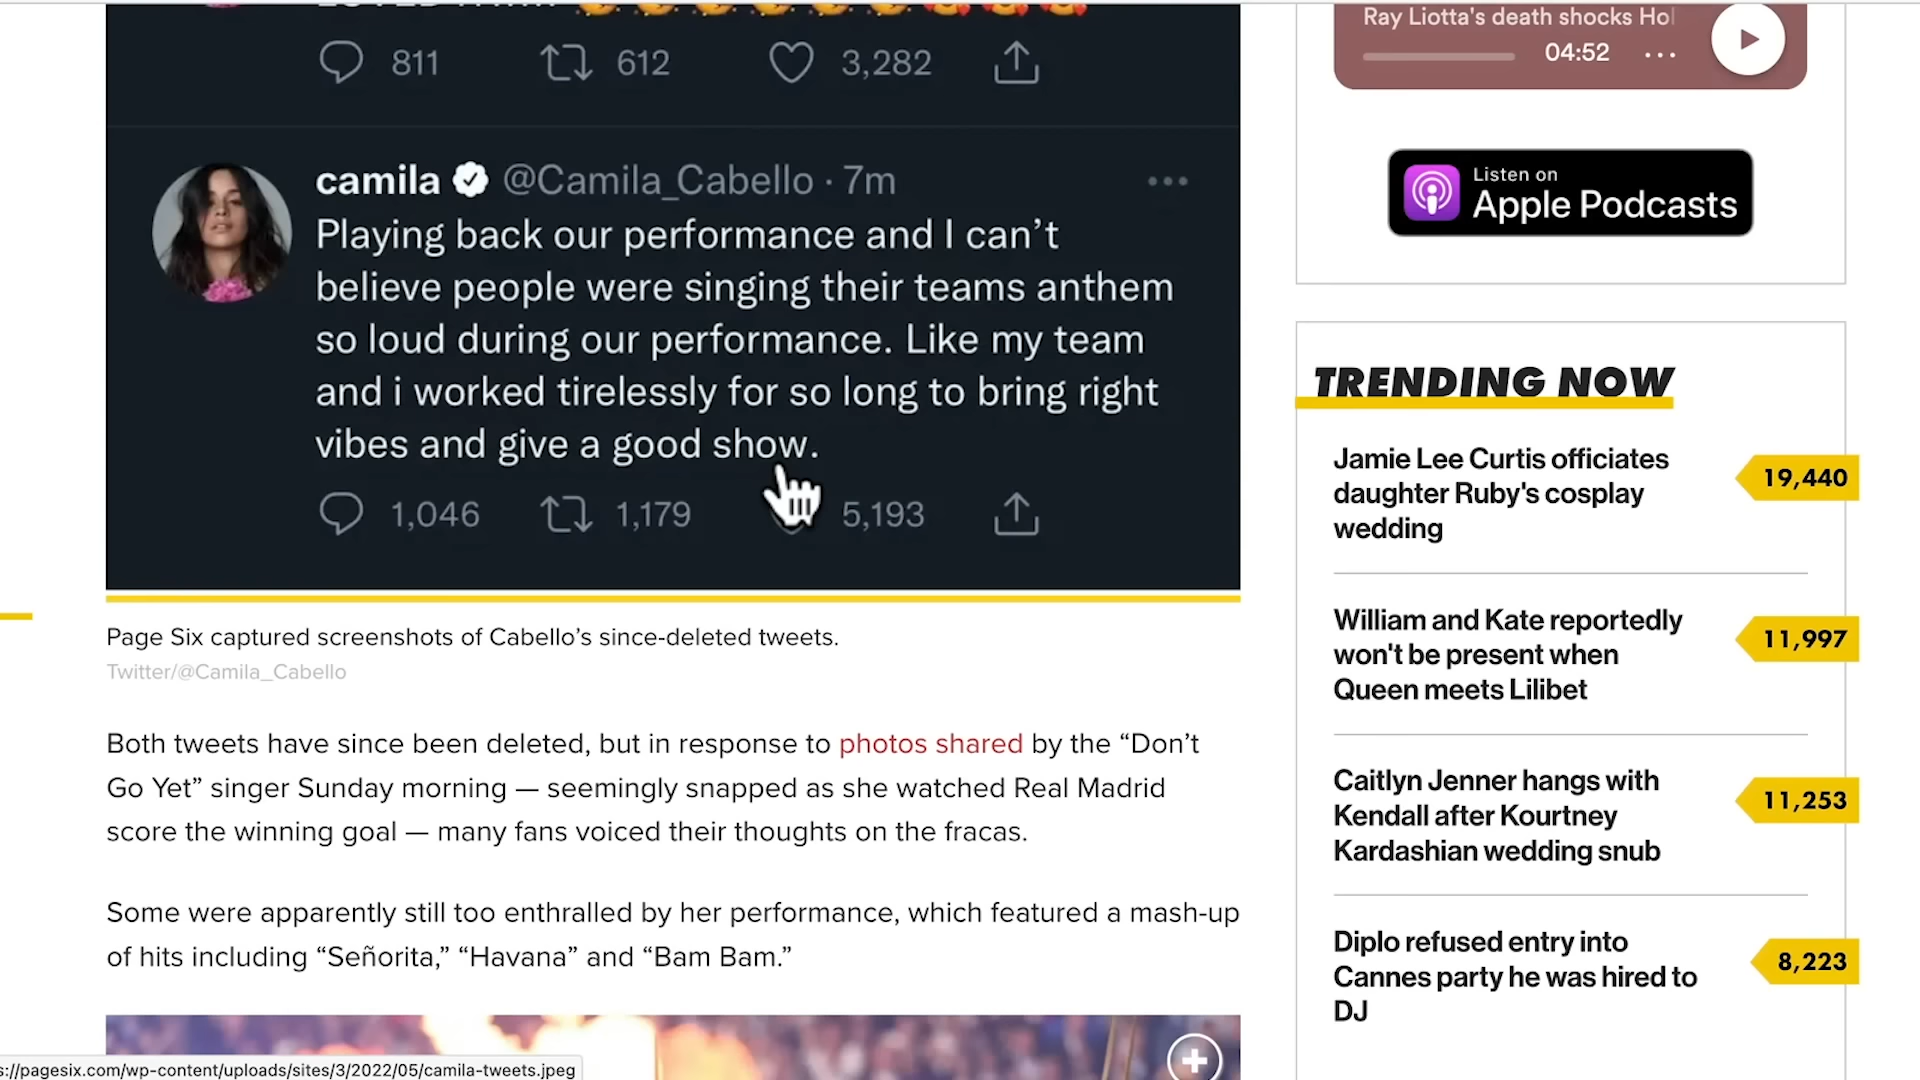 811 612 3,282
camila @Camila_Cabello · 7m
Playing back our performance and I can’t
believe people were singing their teams anthem
so loud during our performance. Like my team
and i worked tirelessly for so long to bring right
vibes and give a good show.
1,046 1,179 5,193
Page Six captured screenshots of Cabello’s since-deleted tweets.
Twitter/@Camila_Cabello
Both tweets have since been deleted, but in response to photos shared by the “Don’t
Go Yet” singer Sunday morning — seemingly snapped as she watched Real Madrid
score the winning goal — many fans voiced their thoughts on the fracas.
Some were apparently still too enthralled by her performance, which featured a mash-up
of hits including “Señorita,” “Havana” and “Bam Bam.”
s://pagesix.com/wp-content/uploads/sites/3/2022/05/camila-tweets.jpeg
Ray Liotta's death shocks Hol
04:52
Listen on
Apple Podcasts
TRENDING NOW
Jamie Lee Curtis officiates
daughter Ruby's cosplay
wedding
19,440
William and Kate reportedly
won't be present when
Queen meets Lilibet
11,997
Caitlyn Jenner hangs with
Kendall after Kourtney
Kardashian wedding snub
11,253
Diplo refused entry into
Cannes party he was hired to
DJ
8,223